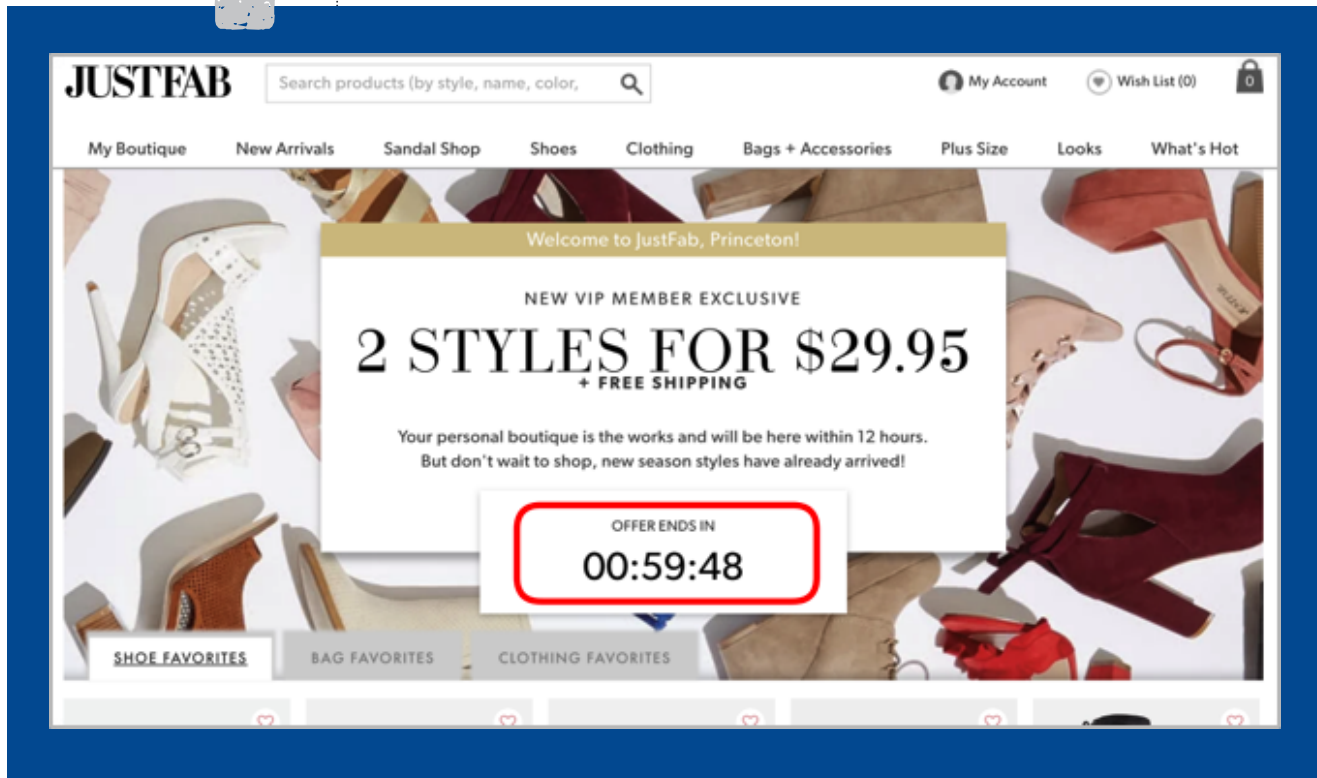 JUSTFAB
Search products (by style, name, color,
My Account
Wish List (0)
0
My Boutique New Arrivals Sandal Shop Shoes Clothing Bags + Accessories Plus Size Looks What's Hot
Welcome to JustFab, Princeton!
NEW VIP MEMBER EXCLUSIVE
2 STYLES FOR $29.95
+ FREE SHIPPING
Your personal boutique is the works and will be here within 12 hours.
But don't wait to shop, new season styles have already arrived!
OFFER ENDS IN
00:59:48
SHOE FAVORITES BAG FAVORITES CLOTHING FAVORITES